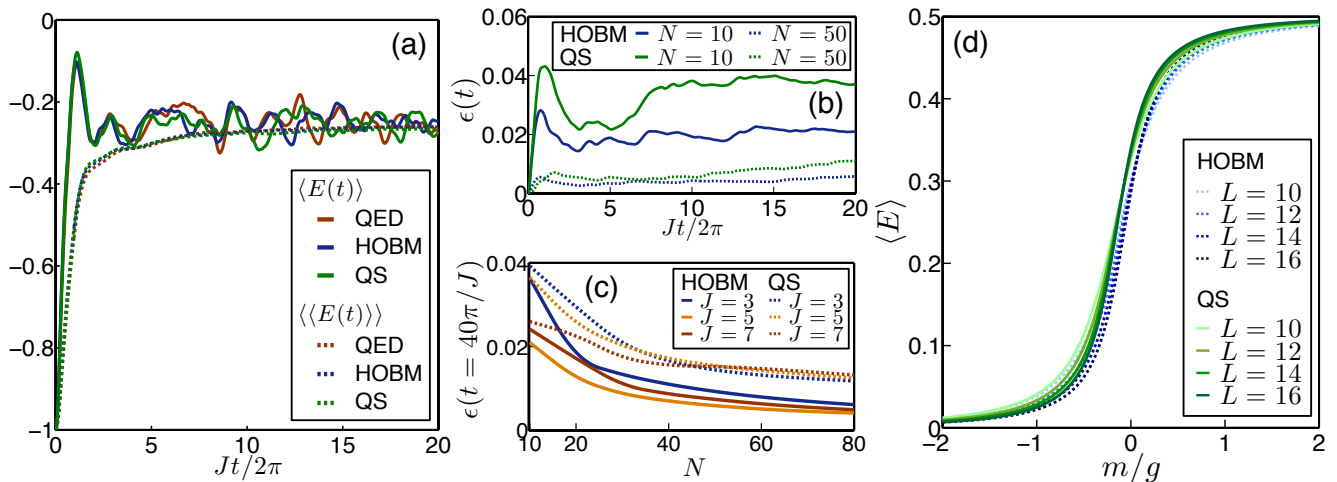 (a)
0
−0.2
−0.4
−0.6
−0.8
−1
0 5 10 15 20
Jt/2π
⟨E(t)⟩
QED
HOBM
QS
⟨⟨E(t)⟩⟩
QED
HOBM
QS
(b)
0.06
0.04
0.02
0
ϵ(t)
HOBM N = 10 N = 50
QS N = 10 N = 50
0 5 10 15 20
Jt/2π
(c)
0.04
0.02
0
ϵ(t = 40π/J)
HOBM QS
J = 3 J = 3
J = 5 J = 5
J = 7 J = 7
10 20 40 60 80
N
(d)
0.5
0.4
0.3
0.2
0.1
0
⟨E⟩
HOBM
L = 10
L = 12
L = 14
L = 16
QS
L = 10
L = 12
L = 14
L = 16
−2 −1 0 1 2
m/g